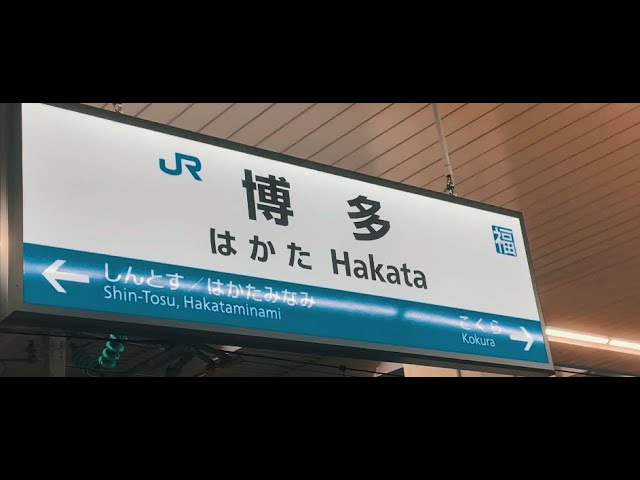 JR 博多 福
はかた Hakata
しんとす／はかたみなみ
Shin-Tosu, Hakataminami
こくら
Kokura